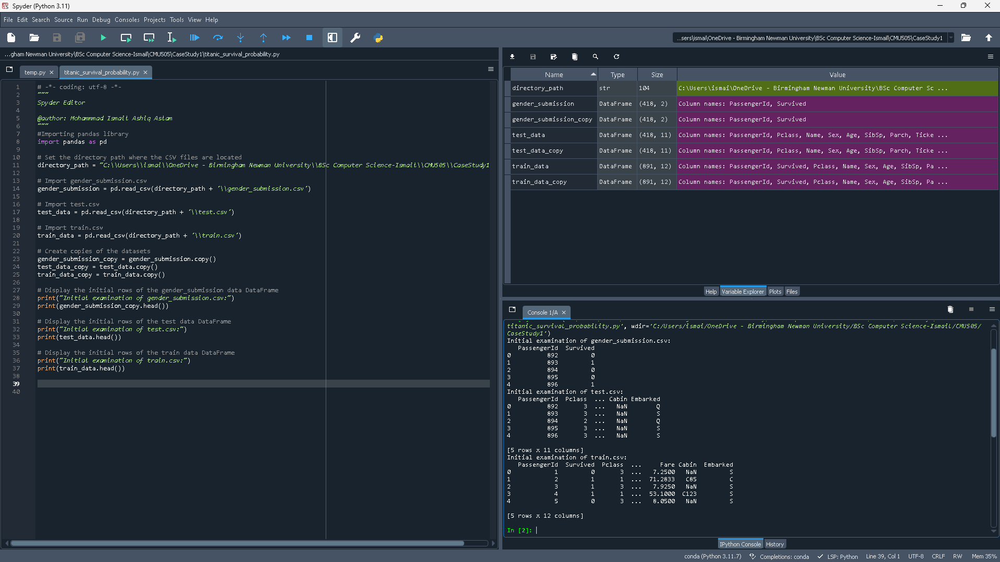 Spyder (Python 3.11)
File Edit Search Source Run Debug Consoles Projects Tools View Help
...sers\ismai\OneDrive - Birmingham Newman University\BSc Computer Science-Ismail\CMU505\CaseStudy1
...gham Newman University\BSc Computer Science-Ismail\CMU505\CaseStudy1\titanic_survival_probability.py
temp.py titanic_survival_probability.py
1 # -*- coding: utf-8 -*-
2 """
3 Spyder Editor
4
5 @author: Mohammmad Ismail Ashiq Aslam
6 """
7 #Importing pandas library
8 import pandas as pd
9
10 # Set the directory path where the CSV files are located
11 directory_path = "C:\\Users\\ismai\\OneDrive - Birmingham Newman University\\BSc Computer Science-Ismail\\CMU505\\CaseStudy1
12
13 # Import gender_submission.csv
14 gender_submission = pd.read_csv(directory_path + '\\gender_submission.csv')
15
16 # Import test.csv
17 test_data = pd.read_csv(directory_path + '\\test.csv')
18
19 # Import train.csv
20 train_data = pd.read_csv(directory_path + '\\train.csv')
21
22 # Create copies of the datasets
23 gender_submission_copy = gender_submission.copy()
24 test_data_copy = test_data.copy()
25 train_data_copy = train_data.copy()
26
27 # Display the initial rows of the gender_submission data DataFrame
28 print("Initial examination of gender_submission.csv:")
29 print(gender_submission_copy.head())
30
31 # Display the initial rows of the test data DataFrame
32 print("Initial examination of test.csv:")
33 print(test_data.head())
34
35 # Display the initial rows of the train data DataFrame
36 print("Initial examination of train.csv:")
37 print(train_data.head())
38
39
40
Name Type Size Value
directory_path str 104 C:\Users\ismai\OneDrive - Birmingham Newman University\BSc Computer Sc ...
gender_submission DataFrame (418, 2) Column names: PassengerId, Survived
gender_submission_copy DataFrame (418, 2) Column names: PassengerId, Survived
test_data DataFrame (418, 11) Column names: PassengerId, Pclass, Name, Sex, Age, SibSp, Parch, Ticke ...
test_data_copy DataFrame (418, 11) Column names: PassengerId, Pclass, Name, Sex, Age, SibSp, Parch, Ticke ...
train_data DataFrame (891, 12) Column names: PassengerId, Survived, Pclass, Name, Sex, Age, SibSp, Pa ...
train_data_copy DataFrame (891, 12) Column names: PassengerId, Survived, Pclass, Name, Sex, Age, SibSp, Pa ...
Help Variable Explorer Plots Files
Console 1/A
titanic_survival_probability.py', wdir='C:/Users/ismai/OneDrive - Birmingham Newman University/BSc Computer Science-Ismail/CMU505/
CaseStudy1')
Initial examination of gender_submission.csv:
PassengerId Survived
0 892 0
1 893 1
2 894 0
3 895 0
4 896 1
Initial examination of test.csv:
PassengerId Pclass ... Cabin Embarked
0 892 3 ... NaN Q
1 893 3 ... NaN S
2 894 2 ... NaN Q
3 895 3 ... NaN S
4 896 3 ... NaN S
[5 rows x 11 columns]
Initial examination of train.csv:
PassengerId Survived Pclass ... Fare Cabin Embarked
0 1 0 3 ... 7.2500 NaN S
1 2 1 1 ... 71.2833 C85 C
2 3 1 3 ... 7.9250 NaN S
3 4 1 1 ... 53.1000 C123 S
4 5 0 3 ... 8.0500 NaN S
[5 rows x 12 columns]
In [2]:
IPython Console History
conda (Python 3.11.7) Completions: conda LSP: Python Line 39, Col 1 UTF-8 CRLF RW Mem 35%